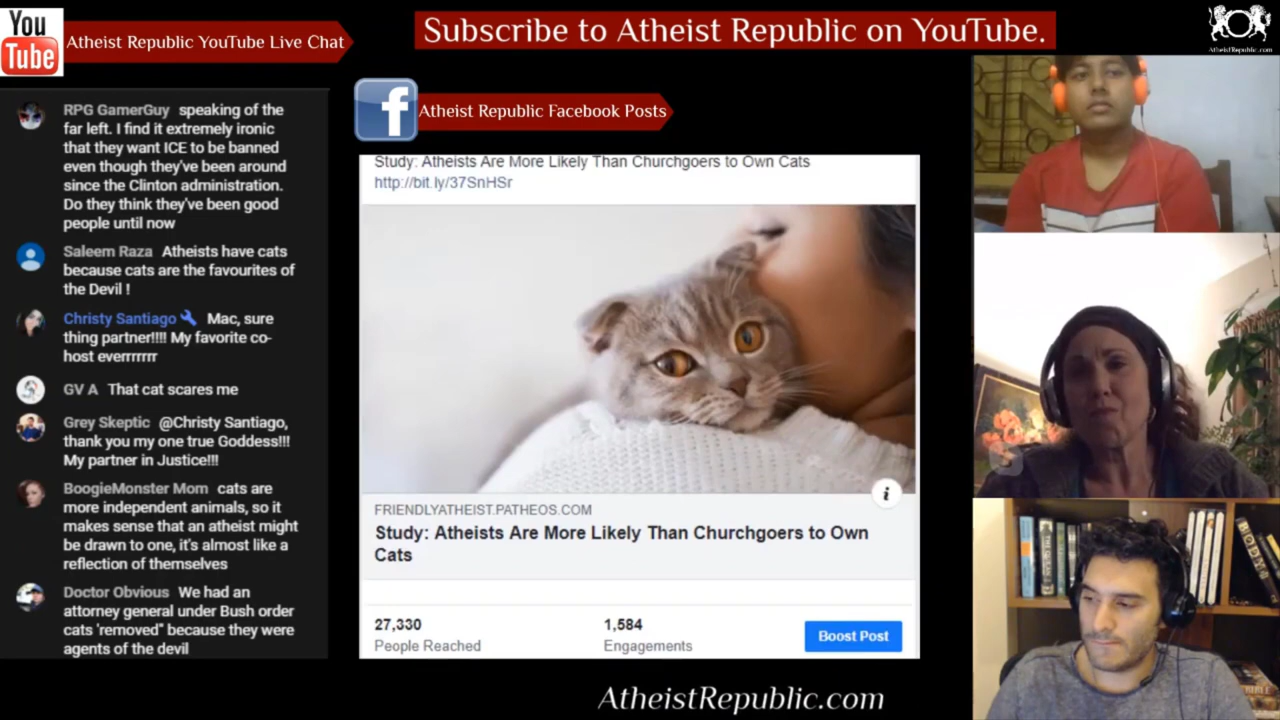 You
Tube
Atheist Republic YouTube Live Chat
Subscribe to Atheist Republic on YouTube.
AtheistRepublic.com
Atheist Republic Facebook Posts
RPG GamerGuy speaking of the
far left. I find it extremely ironic
that they want ICE to be banned
even though they've been around
since the Clinton administration.
Do they think they've been good
people until now
Saleem Raza Atheists have cats
because cats are the favourites of
the Devil !
Christy Santiago Mac, sure
thing partner!!!! My favorite co-
host everrrrrrr
GV A That cat scares me
Grey Skeptic @Christy Santiago,
thank you my one true Goddess!!!
My partner in Justice!!!
BoogieMonster Mom cats are
more independent animals, so it
makes sense that an atheist might
be drawn to one, it's almost like a
reflection of themselves
Doctor Obvious We had an
attorney general under Bush order
cats 'removed" because they were
agents of the devil
f
Study: Atheists Are More Likely Than Churchgoers to Own Cats
http://bit.ly/37SnHSr
i
FRIENDLYATHEIST.PATHEOS.COM
Study: Atheists Are More Likely Than Churchgoers to Own
Cats
27,330
People Reached
1,584
Engagements
Boost Post
AtheistRepublic.com